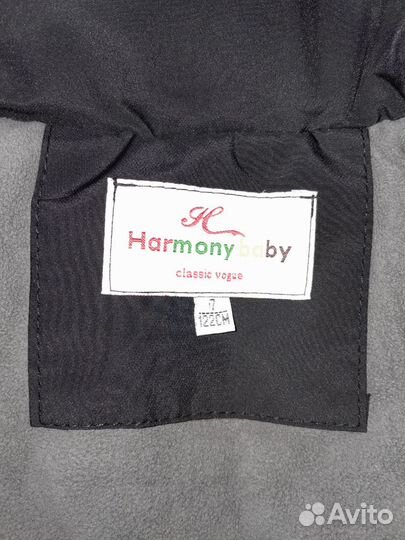 H
Harmony baby
classic vogue
7
122CM
Avito